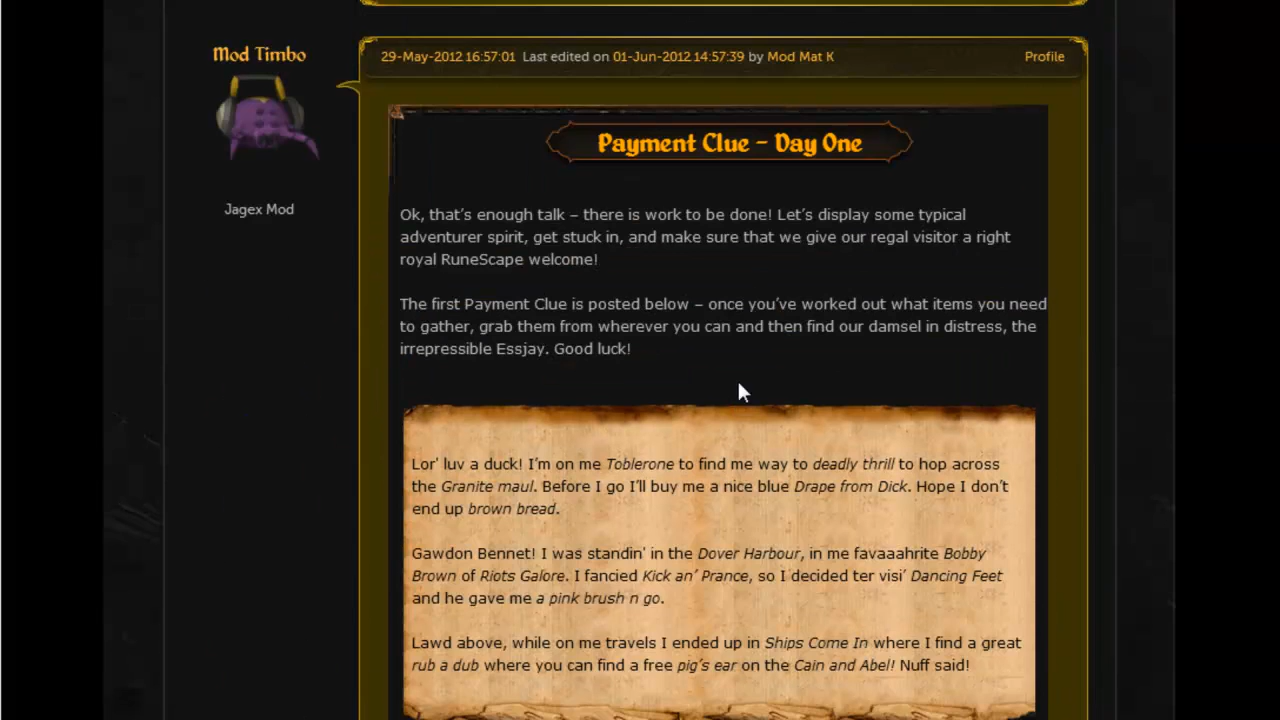 Mod Timbo
29-May-2012 16:57:01 Last edited on 01-Jun-2012 14:57:39 by Mod Mat K
Profile
Payment Clue - Day One
Jagex Mod
Ok, that's enough talk – there is work to be done! Let's display some typical
adventurer spirit, get stuck in, and make sure that we give our regal visitor a right
royal RuneScape welcome!
The first Payment Clue is posted below – once you've worked out what items you need
to gather, grab them from wherever you can and then find our damsel in distress, the
irrepressible Essjay. Good luck!
Lor' luv a duck! I'm on me Toblerone to find me way to deadly thrill to hop across
the Granite maul. Before I go I'll buy me a nice blue Drape from Dick. Hope I don't
end up brown bread.
Gawdon Bennet! I was standin' in the Dover Harbour, in me favaaahrite Bobby
Brown of Riots Galore. I fancied Kick an' Prance, so I decided ter visi' Dancing Feet
and he gave me a pink brush n go.
Lawd above, while on me travels I ended up in Ships Come In where I find a great
rub a dub where you can find a free pig's ear on the Cain and Abel! Nuff said!